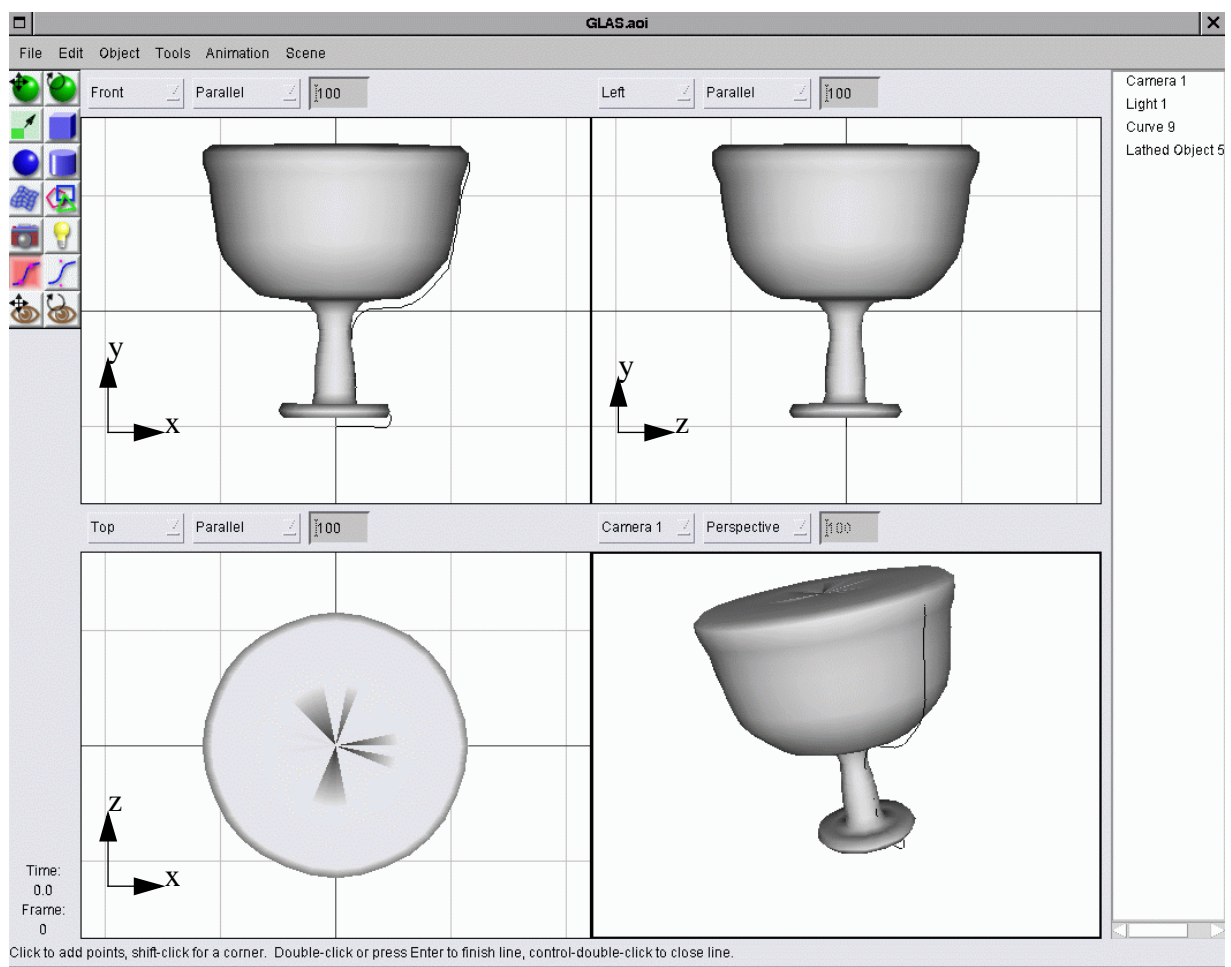 GLAS.aoi
File Edit Object Tools Animation Scene
Front Parallel 100
Left Parallel 100
Camera 1
Light 1
Curve 9
Lathed Object 5
y
x
y
z
Top Parallel 100
Camera 1 Perspective 100
z
x
Time:
0.0
Frame:
0
Click to add points, shift-click for a corner. Double-click or press Enter to finish line, control-double-click to close line.